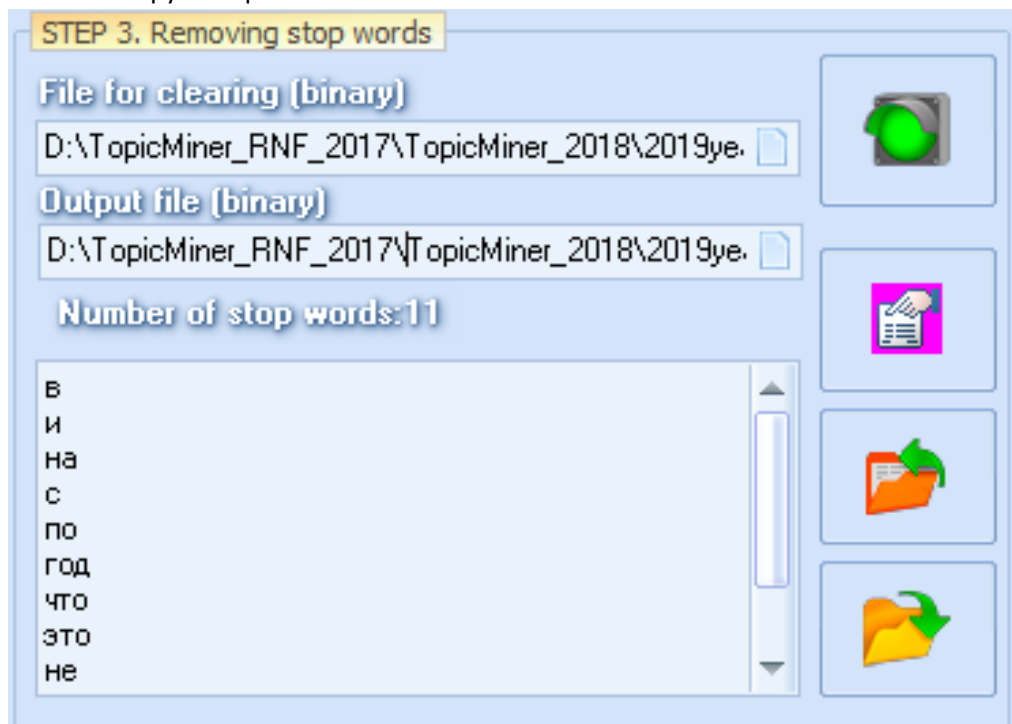 STEP 3. Removing stop words
File for clearing (binary)
D:\TopicMiner_RNF_2017\TopicMiner_2018\2019ye
Output file (binary)
D:\TopicMiner_RNF_2017\TopicMiner_2018\2019ye
Number of stop words:11
в
и
на
с
по
год
что
это
не